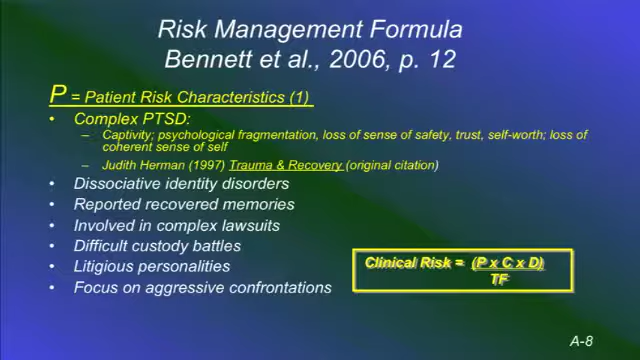 Risk Management Formula
Bennett et al., 2006, p. 12
P = Patient Risk Characteristics (1)
• Complex PTSD:
– Captivity; psychological fragmentation, loss of sense of safety, trust, self-worth; loss of
coherent sense of self
– Judith Herman (1997) Trauma & Recovery (original citation)
• Dissociative identity disorders
• Reported recovered memories
• Involved in complex lawsuits
• Difficult custody battles
• Litigious personalities
• Focus on aggressive confrontations
Clinical Risk = (P x C x D)
TF
A-8